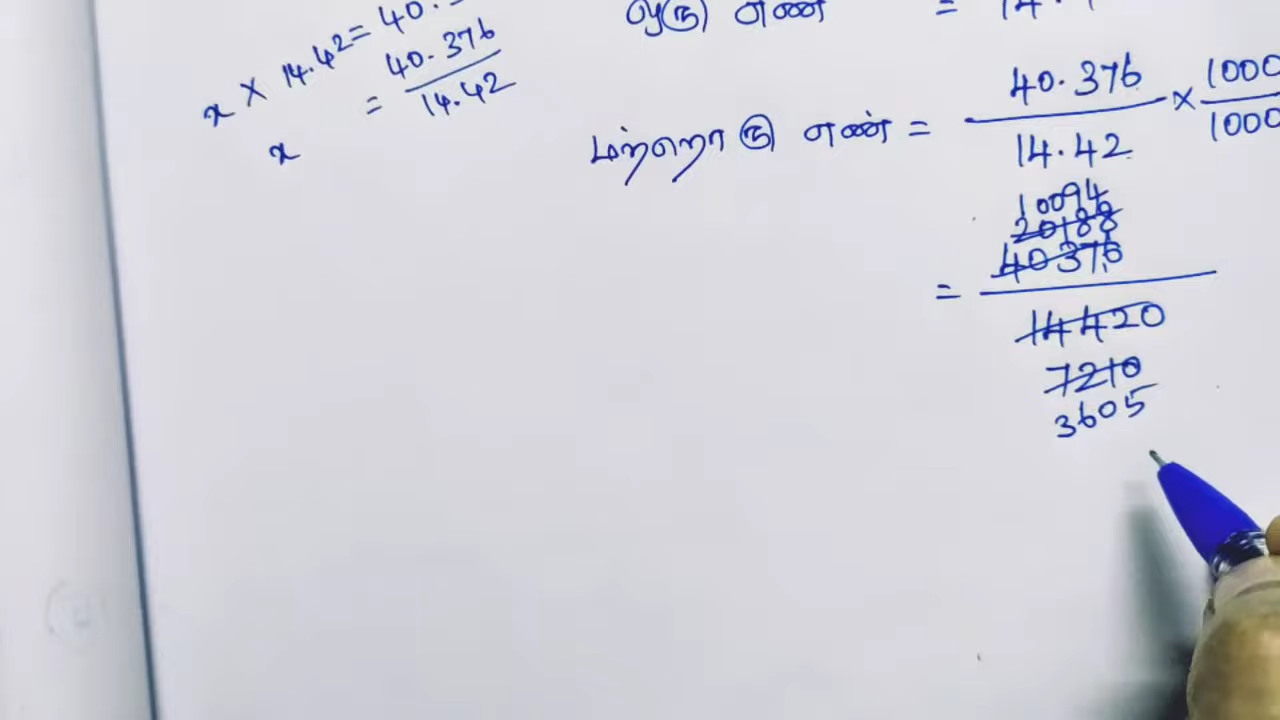 x × 14.42 = 40.
= 40.376 / 14.42
x
ஒரு எண் = 14.
மற்றொரு எண் = 40.376 / 14.42 × 1000 / 1000
10094
20188
= 40376 / 14420
7210
3605